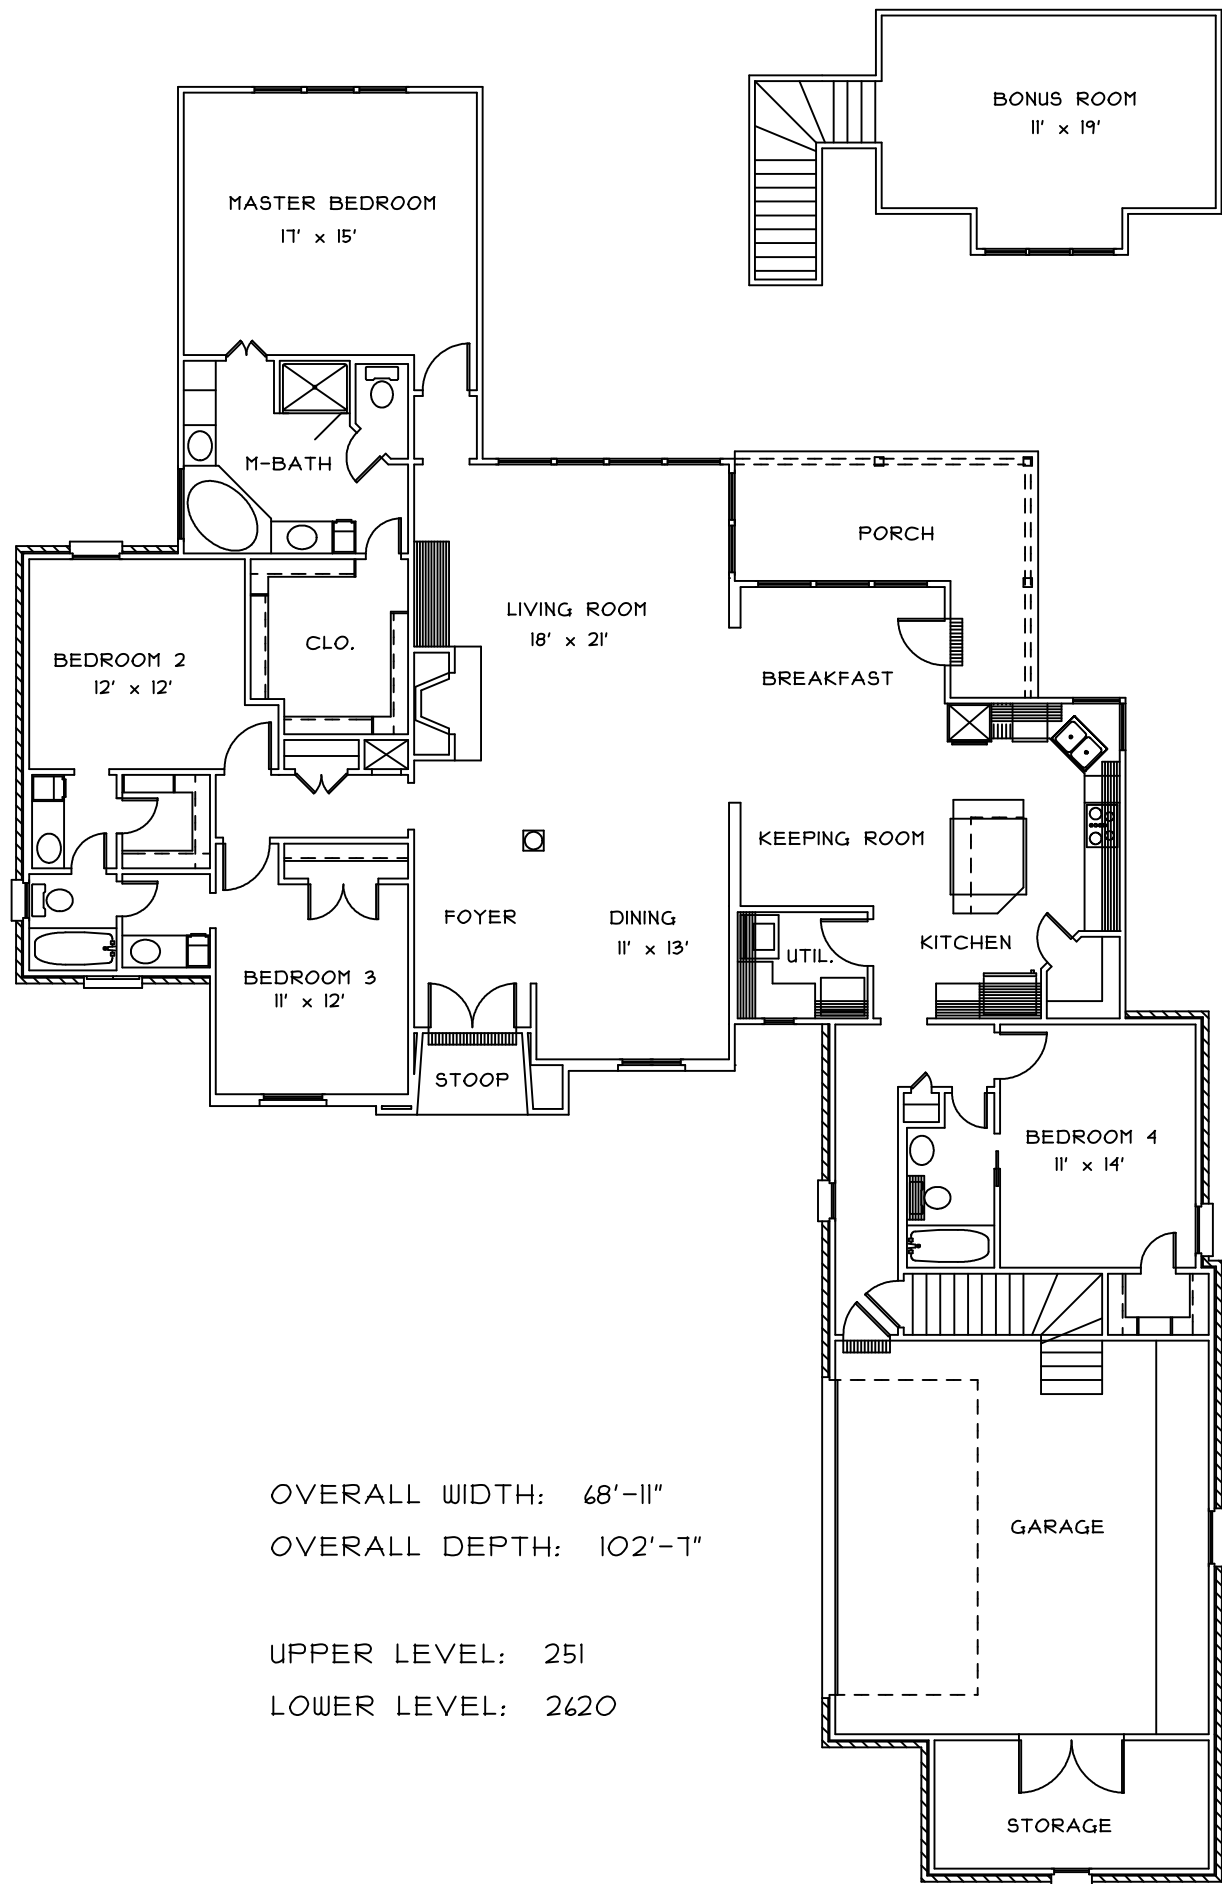 BONUS ROOM
11' x 19'
MASTER BEDROOM
17' x 15'
M-BATH
PORCH
LIVING ROOM
18' x 21'
CLO.
BEDROOM 2
12' x 12'
BREAKFAST
KEEPING ROOM
FOYER
DINING
11' x 13'
KITCHEN
UTIL.
BEDROOM 3
11' x 12'
STOOP
BEDROOM 4
11' x 14'
OVERALL WIDTH: 68'-11"
OVERALL DEPTH: 102'-7"
GARAGE
UPPER LEVEL: 251
LOWER LEVEL: 2620
STORAGE